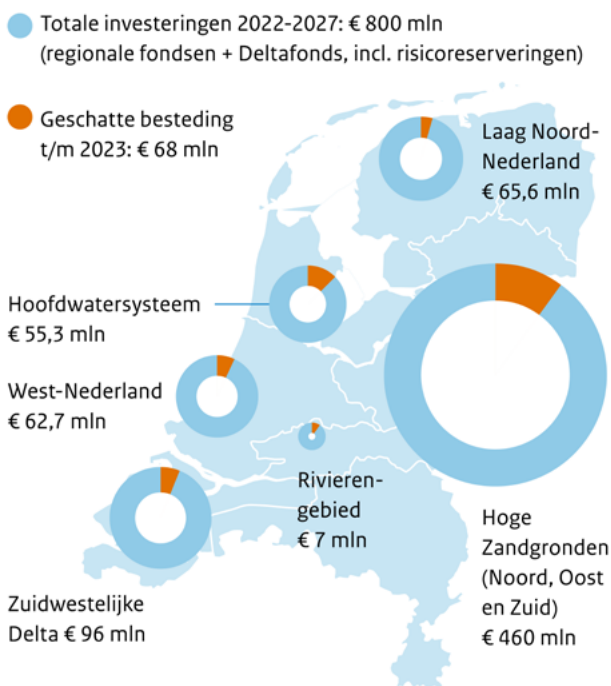 Totale investeringen 2022-2027: € 800 mln
(regionale fondsen + Deltafonds, incl. risicoreserveringen)
Geschatte besteding
t/m 2023: € 68 mln
Laag Noord-
Nederland
€ 65,6 mln
Hoofdwatersysteem
€ 55,3 mln
West-Nederland
€ 62,7 mln
Rivieren-
gebied
€ 7 mln
Hoge
Zandgronden
(Noord, Oost
en Zuid)
€ 460 mln
Zuidwestelijke
Delta € 96 mln